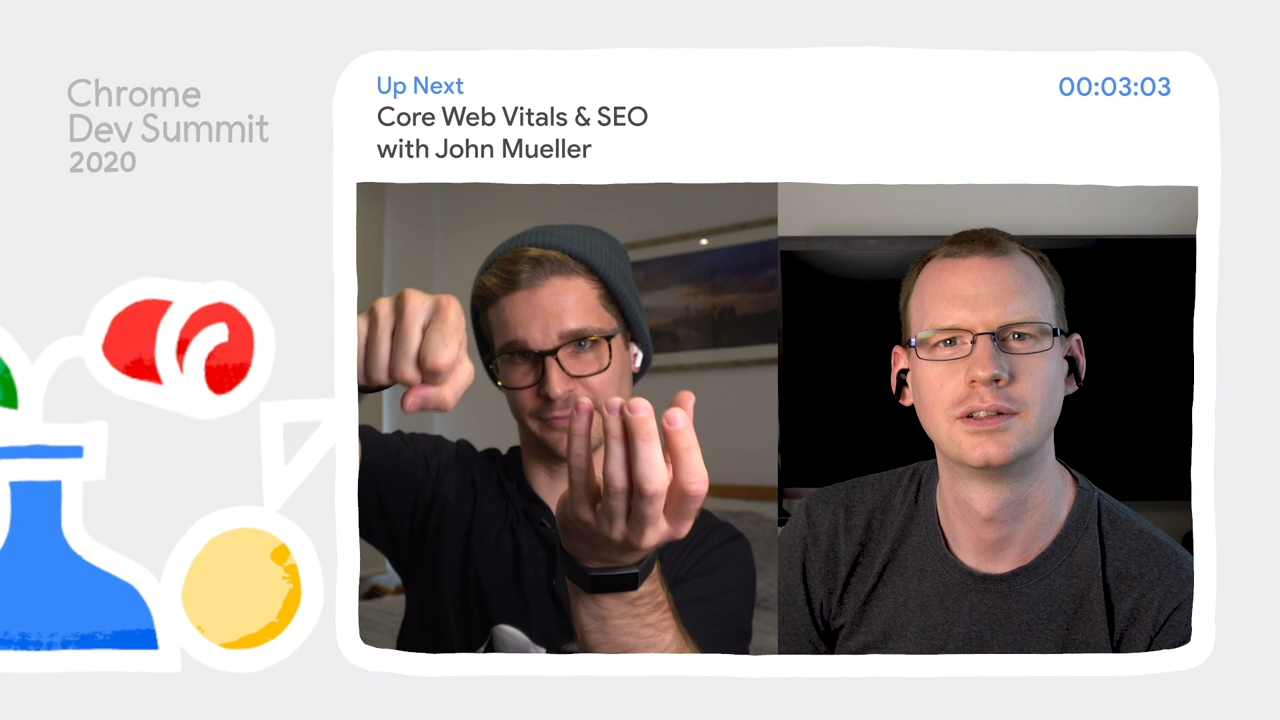 Chrome
Dev Summit
2020
Up Next
Core Web Vitals & SEO
with John Mueller
00:03:03